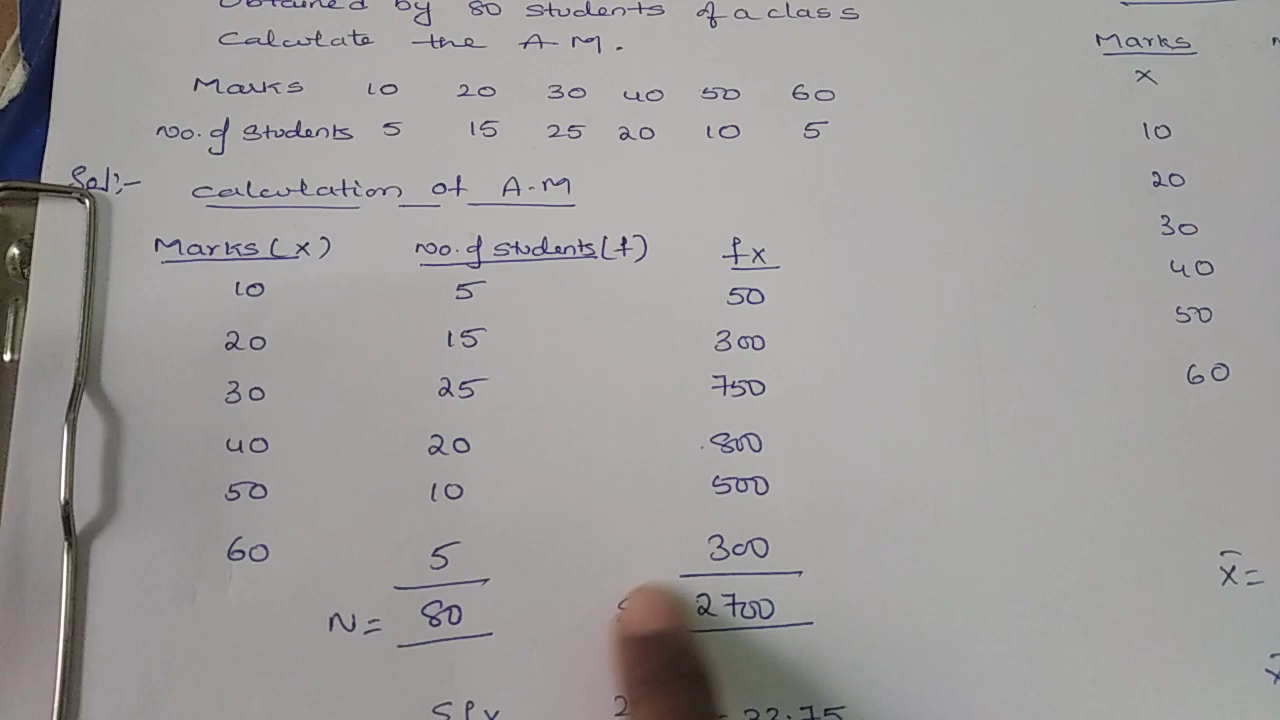 Obtained by 80 students of a class
Calculate the A-M.
Marks 10 20 30 40 50 60
No. of students 5 15 25 20 10 5
Sol:-
Calculation of A-M
Marks (x) No. of students (f) fx
10 5 50
20 15 300
30 25 750
40 20 800
50 10 500
60 5 300
N = 80 2700
Marks
x
10
20
30
40
50
60
x̄ =